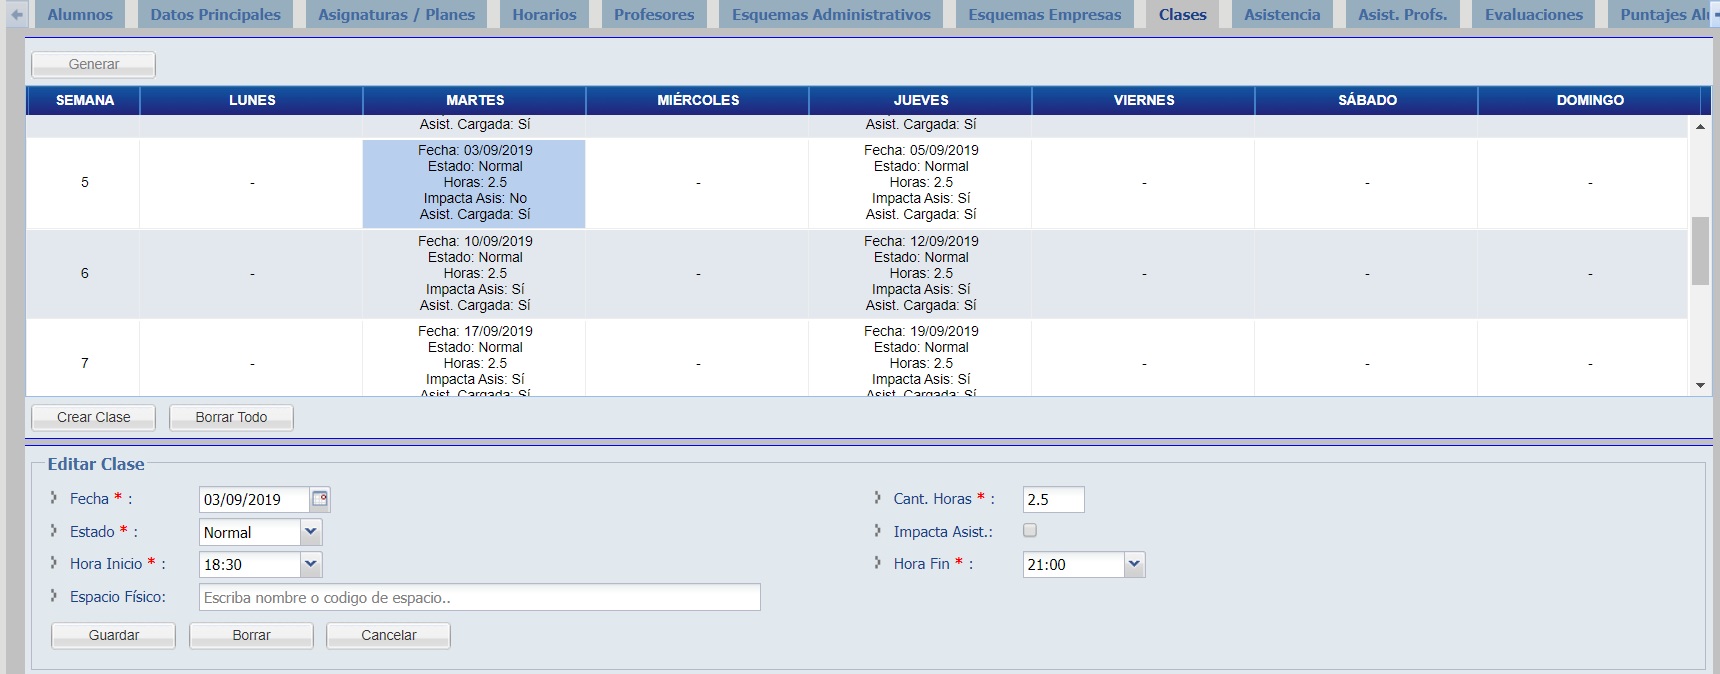 Alumnos Datos Principales Asignaturas / Planes Horarios Profesores Esquemas Administrativos Esquemas Empresas Clases Asistencia Asist. Profs. Evaluaciones Puntajes
Generar
SEMANA LUNES MARTES MIÉRCOLES JUEVES VIERNES SÁBADO DOMINGO
Asist. Cargada: Sí Asist. Cargada: Sí
Fecha: 03/09/2019 Fecha: 05/09/2019
Estado: Normal Estado: Normal
5 - Horas: 2.5 - Horas: 2.5 - - -
Impacta Asis: No Impacta Asis: Sí
Asist. Cargada: Sí Asist. Cargada: Sí
Fecha: 10/09/2019 Fecha: 12/09/2019
Estado: Normal Estado: Normal
6 - Horas: 2.5 - Horas: 2.5 - - -
Impacta Asis: Sí Impacta Asis: Sí
Asist. Cargada: Sí Asist. Cargada: Sí
Fecha: 17/09/2019 Fecha: 19/09/2019
Estado: Normal Estado: Normal
7 - Horas: 2.5 - Horas: 2.5 - - -
Impacta Asis: Sí Impacta Asis: Sí
Asist. Cargada: Sí Asist. Cargada: Sí
Crear Clase Borrar Todo
Editar Clase
Fecha * : 03/09/2019 Cant. Horas * : 2.5
Estado * : Normal Impacta Asist.:
Hora Inicio * : 18:30 Hora Fin * : 21:00
Espacio Físico: Escriba nombre o codigo de espacio..
Guardar Borrar Cancelar